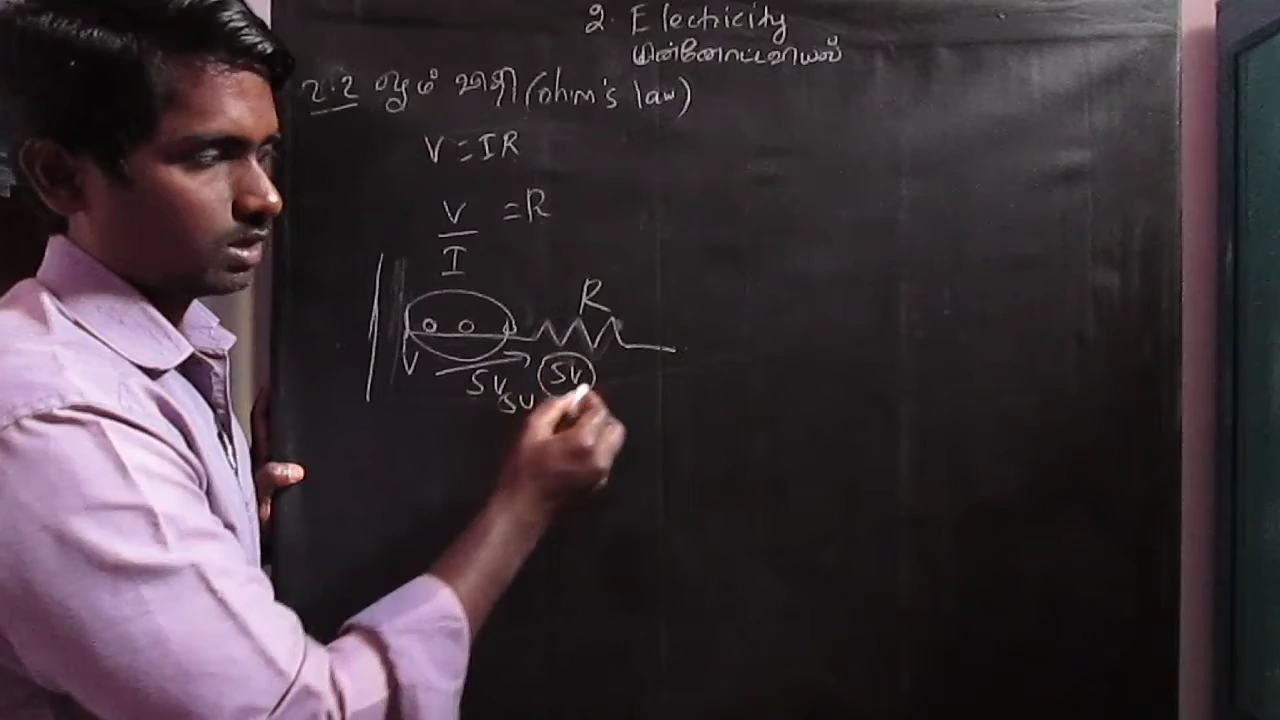 2. Electricity
மின்னோட்டவியல்
2.2 ஓம் விதி (ohm's law)
V = IR
V = R
I
R
V
5V
5V
5V